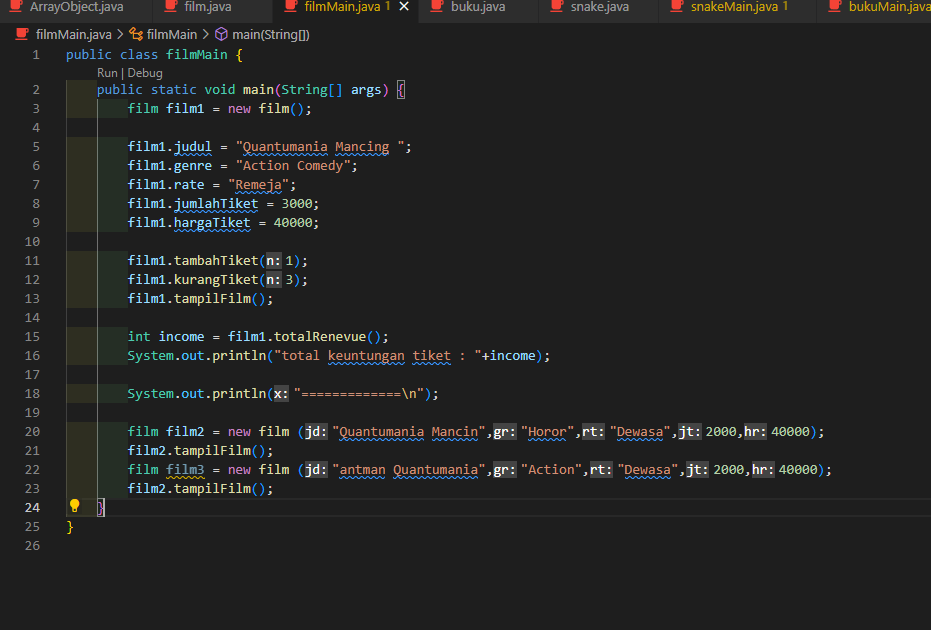 ArrayObject.java film.java filmMain.java 1 buku.java snake.java snakeMain.java 1 bukuMain.java
filmMain.java > filmMain > main(String[])
1 public class filmMain {
Run | Debug
2 public static void main(String[] args) {
3 film film1 = new film();
4
5 film1.judul = "Quantumania Mancing ";
6 film1.genre = "Action Comedy";
7 film1.rate = "Remeja";
8 film1.jumlahTiket = 3000;
9 film1.hargaTiket = 40000;
10
11 film1.tambahTiket(n: 1);
12 film1.kurangTiket(n: 3);
13 film1.tampilFilm();
14
15 int income = film1.totalRenevue();
16 System.out.println("total keuntungan tiket : "+income);
17
18 System.out.println(x: "=============\n");
19
20 film film2 = new film (jd: "Quantumania Mancin",gr: "Horor",rt: "Dewasa",jt: 2000,hr: 40000);
21 film2.tampilFilm();
22 film film3 = new film (jd: "antman Quantumania",gr: "Action",rt: "Dewasa",jt: 2000,hr: 40000);
23 film2.tampilFilm();
24 }
25 }
26